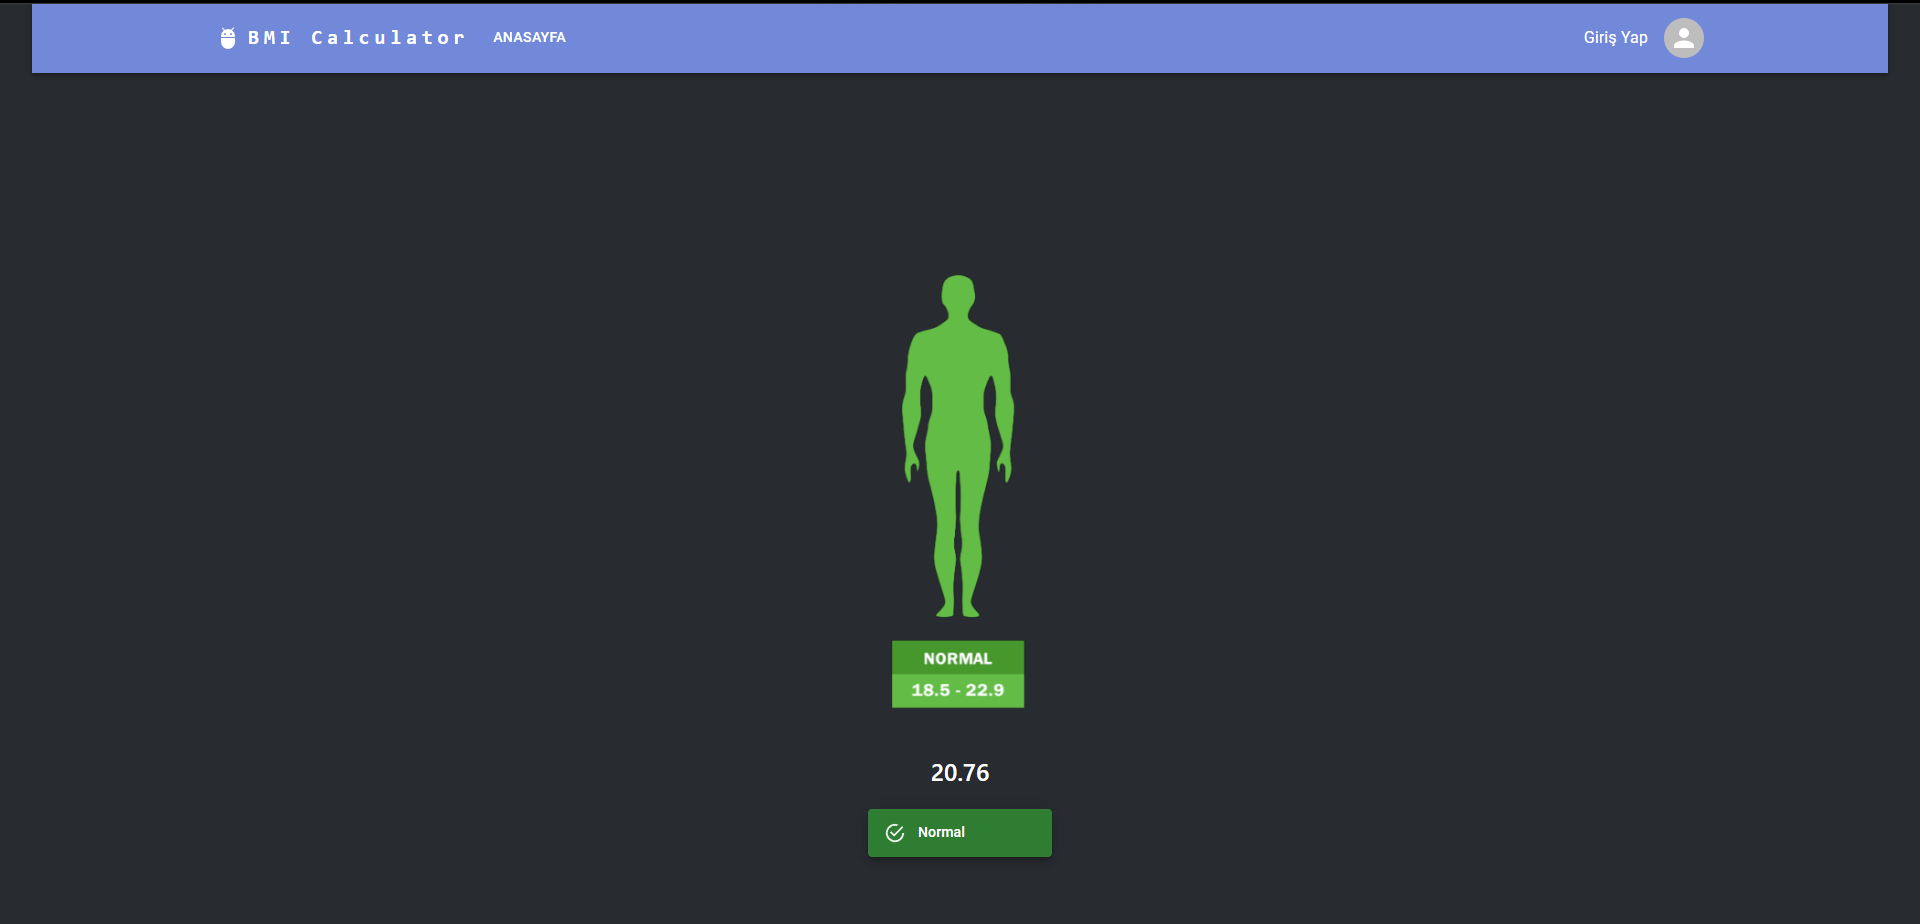 BMI Calculator ANASAYFA Giriş Yap
NORMAL
18.5 - 22.9
20.76
Normal